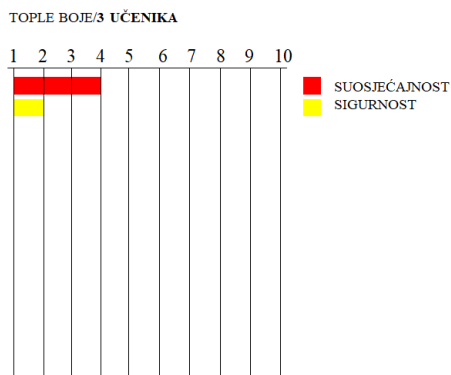 TOPLE BOJE/3 UČENIKA
1 2 3 4 5 6 7 8 9 10
SUOSJEĆAJNOST
SIGURNOST